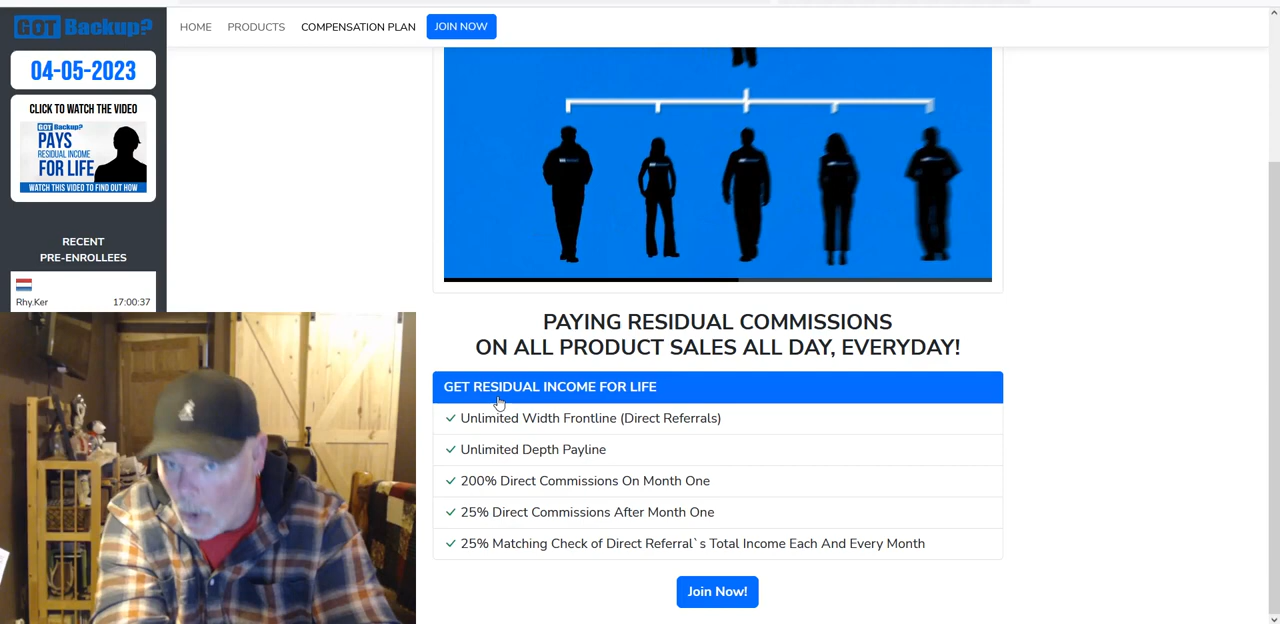 GOT Backup?
HOME PRODUCTS COMPENSATION PLAN JOIN NOW
04-05-2023
CLICK TO WATCH THE VIDEO
GOT Backup?
PAYS
RESIDUAL INCOME
FOR LIFE
WATCH THIS VIDEO TO FIND OUT HOW
RECENT
PRE-ENROLLEES
Rhy.Ker 17:00:37
PAYING RESIDUAL COMMISSIONS
ON ALL PRODUCT SALES ALL DAY, EVERYDAY!
GET RESIDUAL INCOME FOR LIFE
Unlimited Width Frontline (Direct Referrals)
Unlimited Depth Payline
200% Direct Commissions On Month One
25% Direct Commissions After Month One
25% Matching Check of Direct Referral`s Total Income Each And Every Month
Join Now!